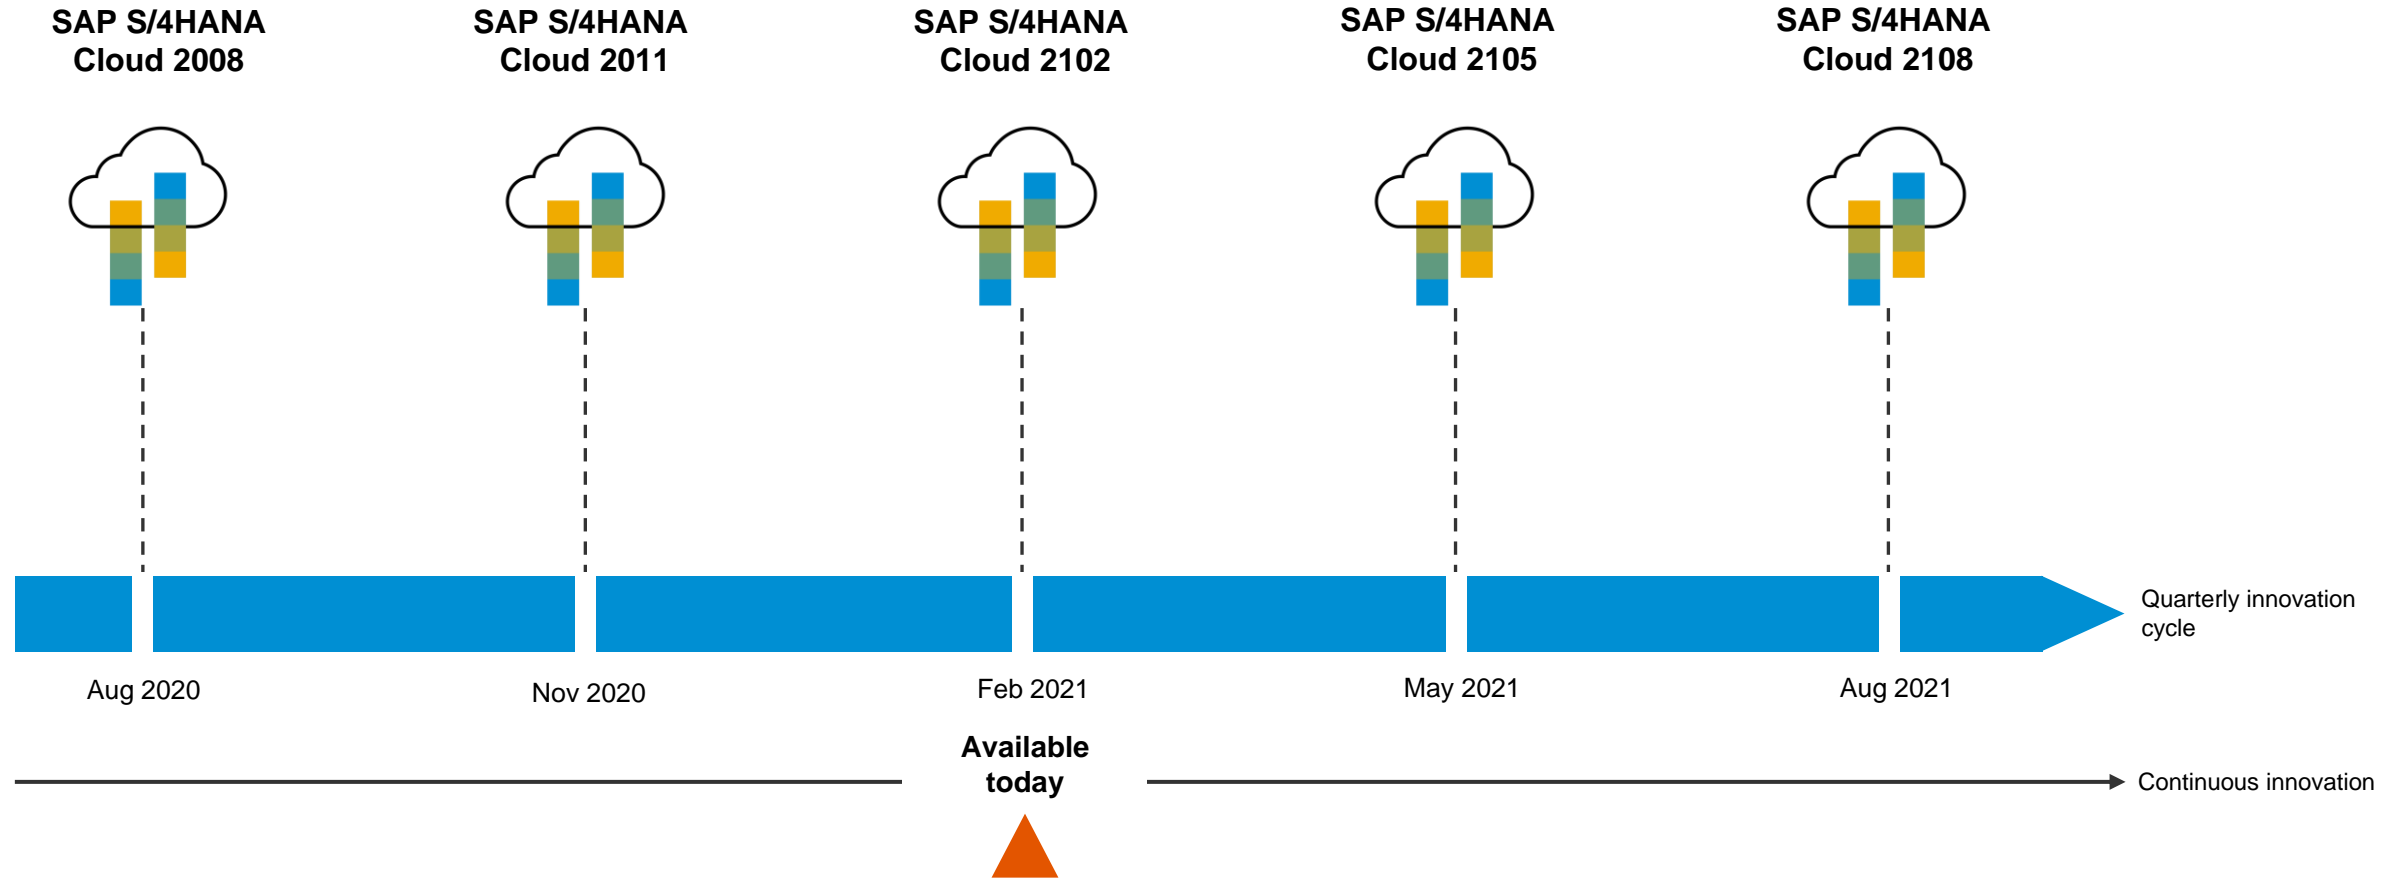 SAP S/4HANA
Cloud 2008
SAP S/4HANA
Cloud 2011
SAP S/4HANA
Cloud 2102
SAP S/4HANA
Cloud 2105
SAP S/4HANA
Cloud 2108
Quarterly innovation
cycle
Aug 2020
Nov 2020
Feb 2021
May 2021
Aug 2021
Available
today
Continuous innovation